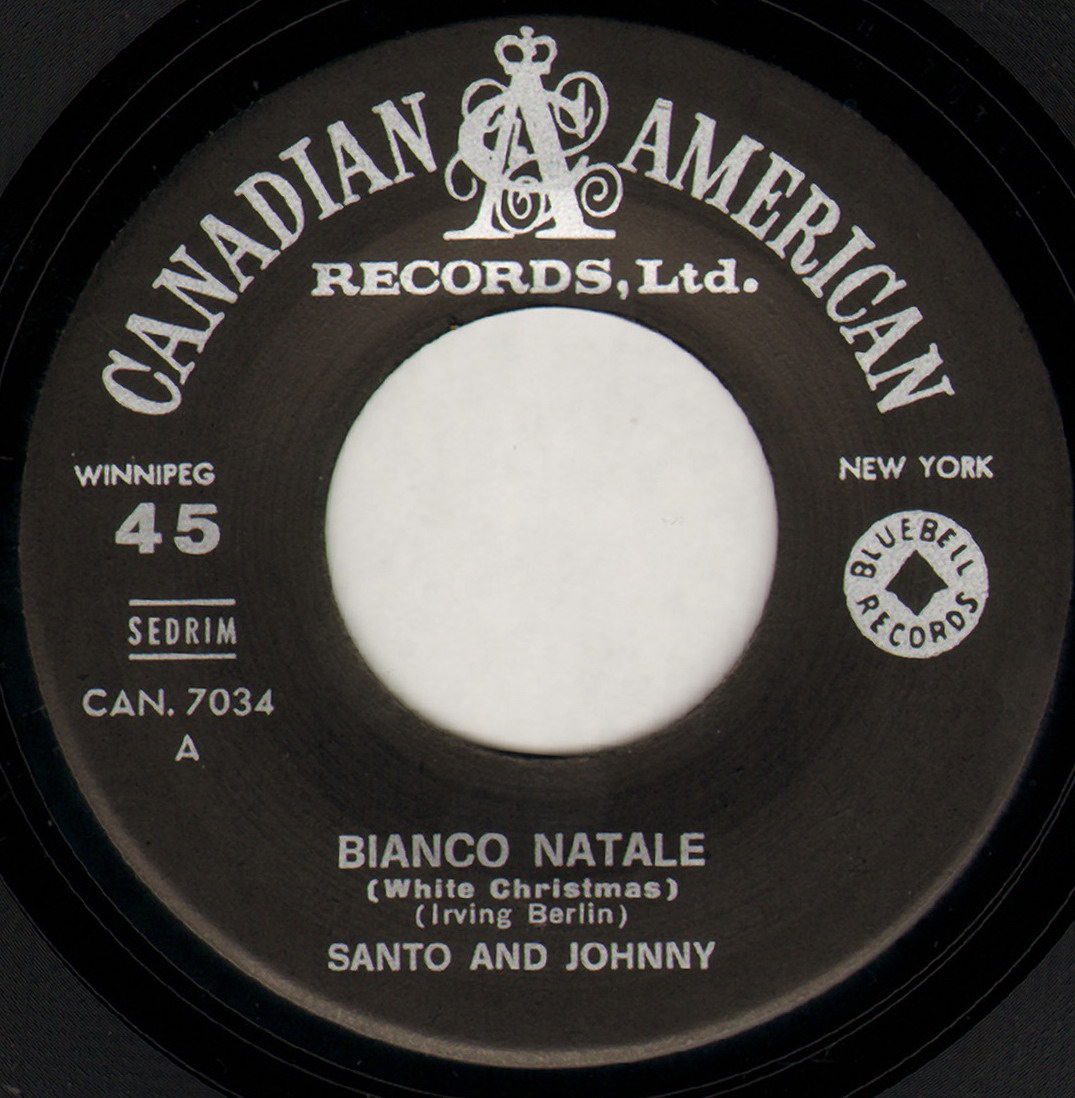 CANADIAN CA AMERICAN
RECORDS, Ltd.
WINNIPEG
45
SEDRIM
CAN. 7034
A
NEW YORK
BLUEBELL
RECORDS
BIANCO NATALE
(White Christmas)
(Irving Berlin)
SANTO AND JOHNNY